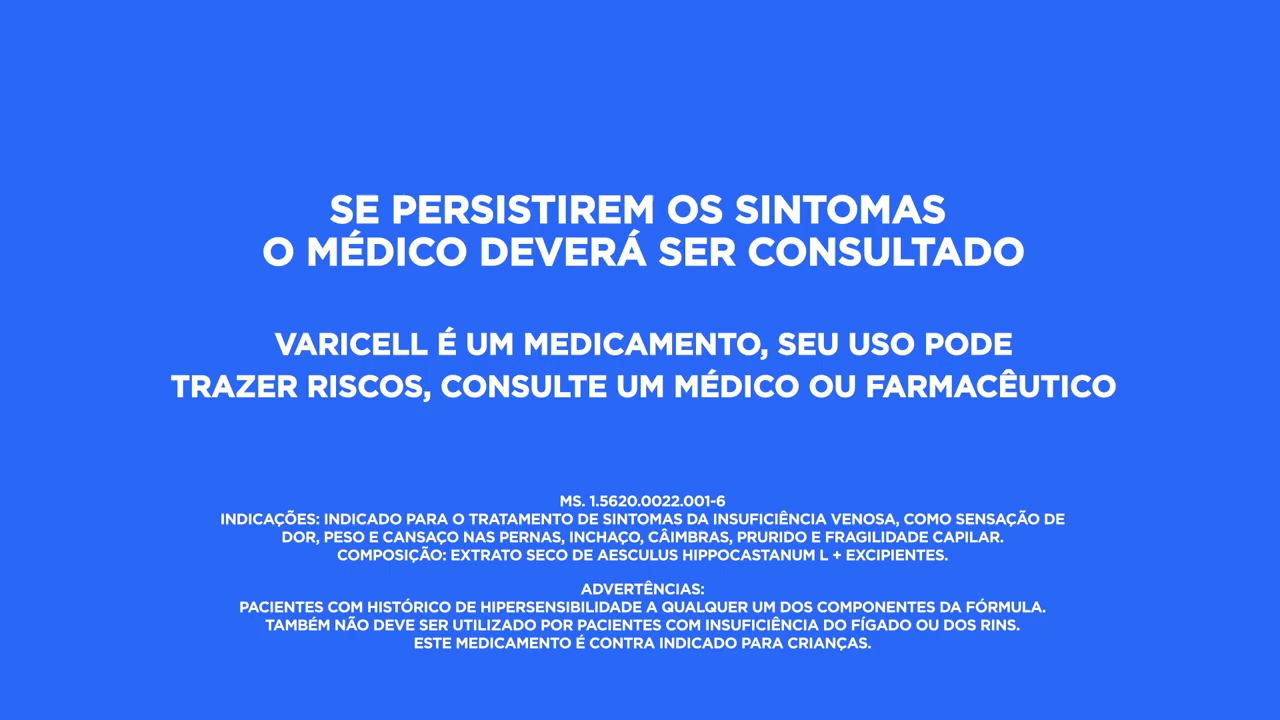 SE PERSISTIREM OS SINTOMAS
O MÉDICO DEVERÁ SER CONSULTADO
VARICELL É UM MEDICAMENTO, SEU USO PODE
TRAZER RISCOS, CONSULTE UM MÉDICO OU FARMACÊUTICO
MS. 1.5620.0022.001-6
INDICAÇÕES: INDICADO PARA O TRATAMENTO DE SINTOMAS DA INSUFICIÊNCIA VENOSA, COMO SENSAÇÃO DE
DOR, PESO E CANSAÇO NAS PERNAS, INCHAÇO, CÂIMBRAS, PRURIDO E FRAGILIDADE CAPILAR.
COMPOSIÇÃO: EXTRATO SECO DE AESCULUS HIPPOCASTANUM L + EXCIPIENTES.
ADVERTÊNCIAS:
PACIENTES COM HISTÓRICO DE HIPERSENSIBILIDADE A QUALQUER UM DOS COMPONENTES DA FÓRMULA.
TAMBÉM NÃO DEVE SER UTILIZADO POR PACIENTES COM INSUFICIÊNCIA DO FÍGADO OU DOS RINS.
ESTE MEDICAMENTO É CONTRA INDICADO PARA CRIANÇAS.